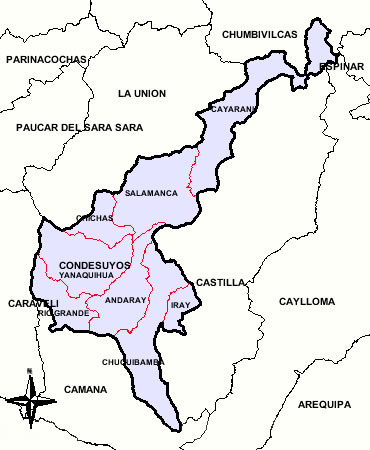 CHUMBIVILCAS
PARINACOCHAS
ESPINAR
LA UNION
CAYARANI
PAUCAR DEL SARA SARA
SALAMANCA
CHICHAS
CONDESUYOS
YANAQUIHUA
CASTILLA
ANDARAY
CARAVELI
IRAY
CAYLLOMA
RIO GRANDE
CHUQUIBAMBA
N
CAMANA
AREQUIPA